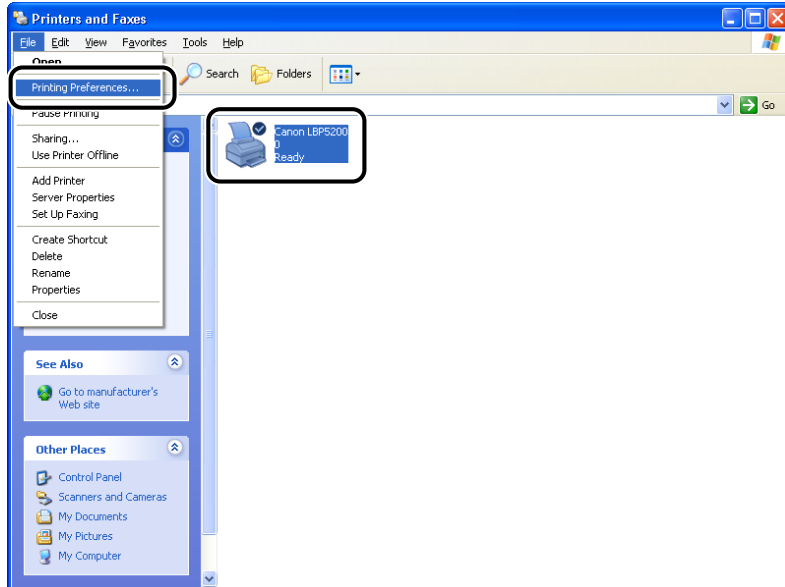 Printers and Faxes
File Edit View Favorites Tools Help
Open
Search Folders
Printing Preferences...
Go
Pause Printing
Canon LBP5200
0
Ready
Sharing...
Use Printer Offline
Add Printer
Server Properties
Set Up Faxing
Create Shortcut
Delete
Rename
Properties
Close
See Also
Go to manufacturer's
Web site
Other Places
Control Panel
Scanners and Cameras
My Documents
My Pictures
My Computer